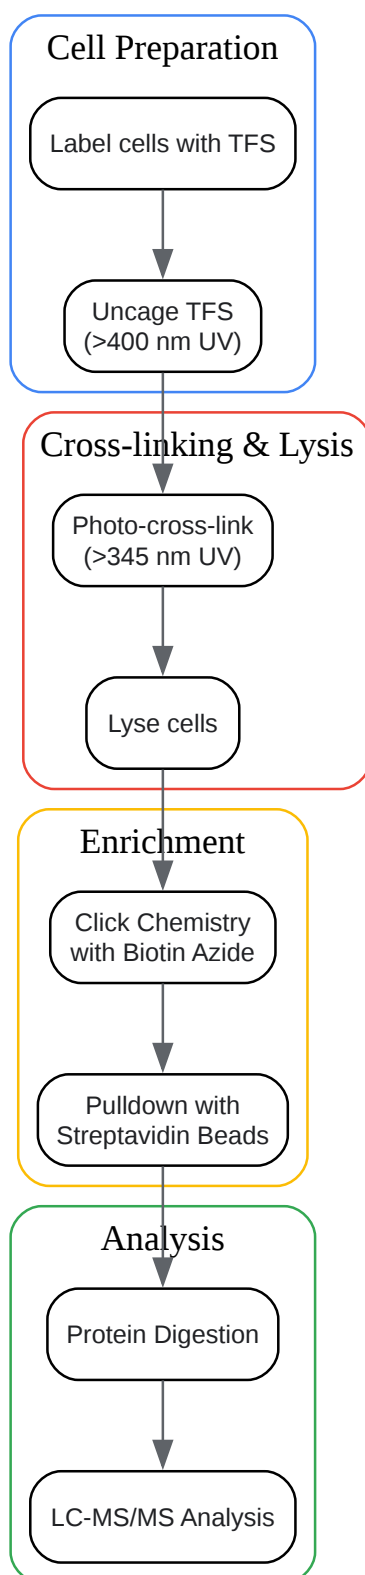 Cell Preparation
Label cells with TFS
Uncage TFS
(>400 nm UV)
Cross-linking & Lysis
Photo-cross-link
(>345 nm UV)
Lyse cells
Enrichment
Click Chemistry
with Biotin Azide
Pulldown with
Streptavidin Beads
Analysis
Protein Digestion
LC-MS/MS Analysis